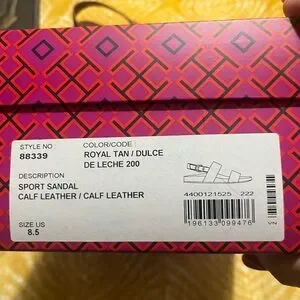 STYLE NO
COLOR/CODE :
88339
ROYAL TAN / DULCE
DE LECHE 200
DESCRIPTION
SPORT SANDAL
CALF LEATHER / CALF LEATHER
4400121525 222
SIZE US
8.5
196133099476